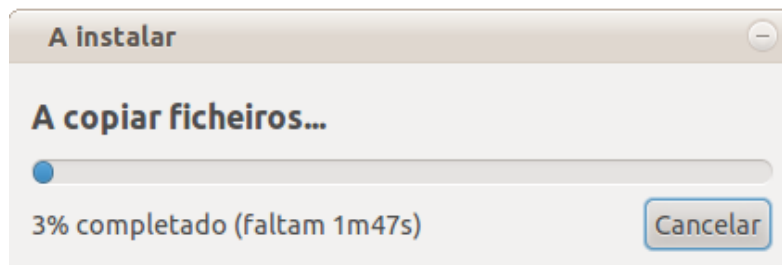 A instalar
A copiar ficheiros...
3% completado (faltam 1m47s)
Cancelar